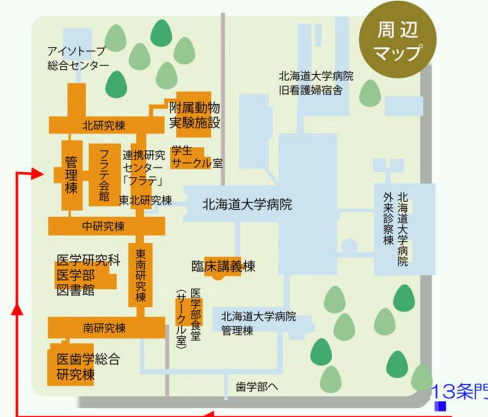 周辺
マップ
アイソトープ
総合センター
北海道大学病院
旧看護婦宿舎
附属動物
実験施設
北研究棟
管理棟
フラテ会館
連携研究
センター
「フラテ」
学生
サークル室
東北研究棟
北海道大学病院
北海道大学病院
外来診察棟
中研究棟
医学研究科
医学部
図書館
東南研究棟
臨床講義棟
医学部食堂
（サークル室）
北海道大学病院
管理棟
南研究棟
医歯学総合
研究棟
歯学部へ
13条門